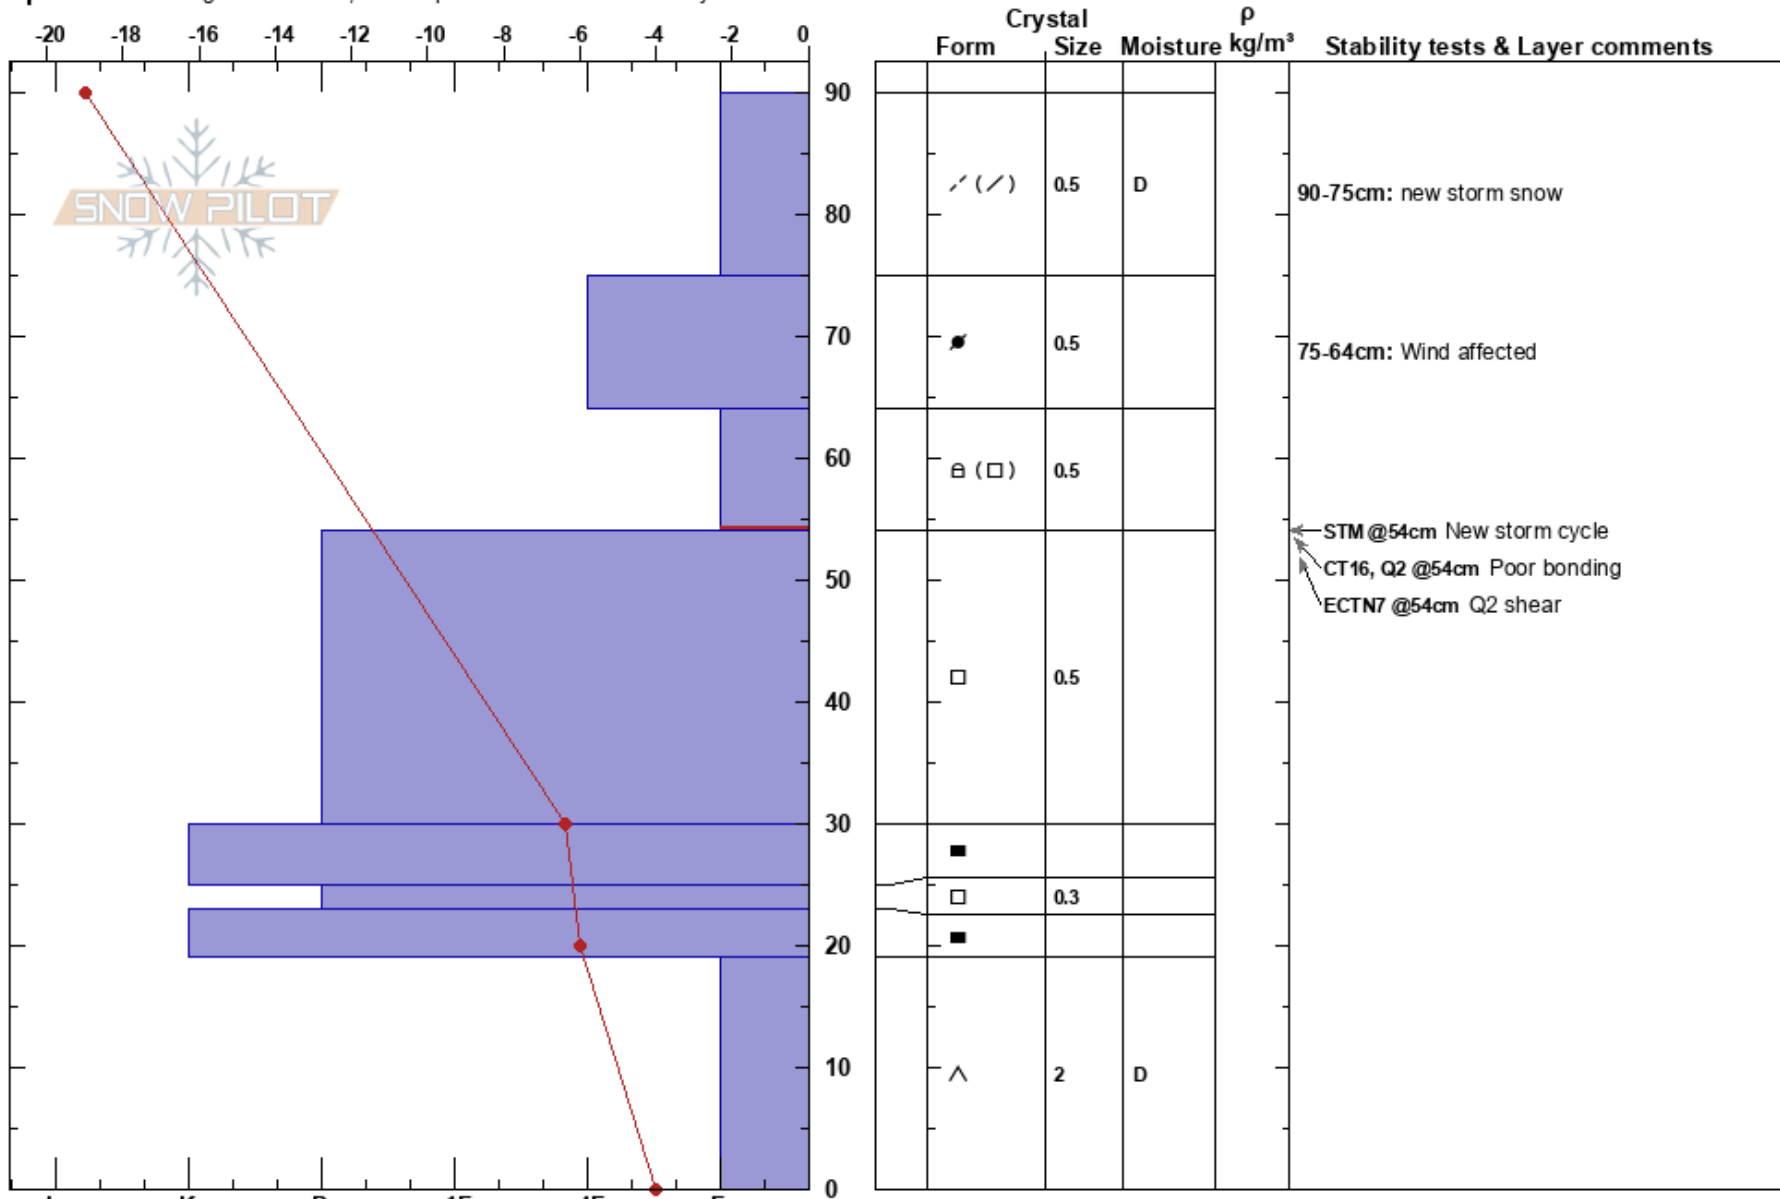 Crystal
ρ
-20 -18 -16 -14 -12 -10 -8 -6 -4 -2 0
Form Size Moisture kg/m³ Stability tests & Layer comments
90
SNOW PILOT
0.5 D
90-75cm: new storm snow
80
70
0.5
75-64cm: Wind affected
60
0.5
STM @54cm New storm cycle
CT16, Q2 @54cm Poor bonding
50
ECTN7 @54cm Q2 shear
0.5
40
30
0.3
20
10
2 D
0